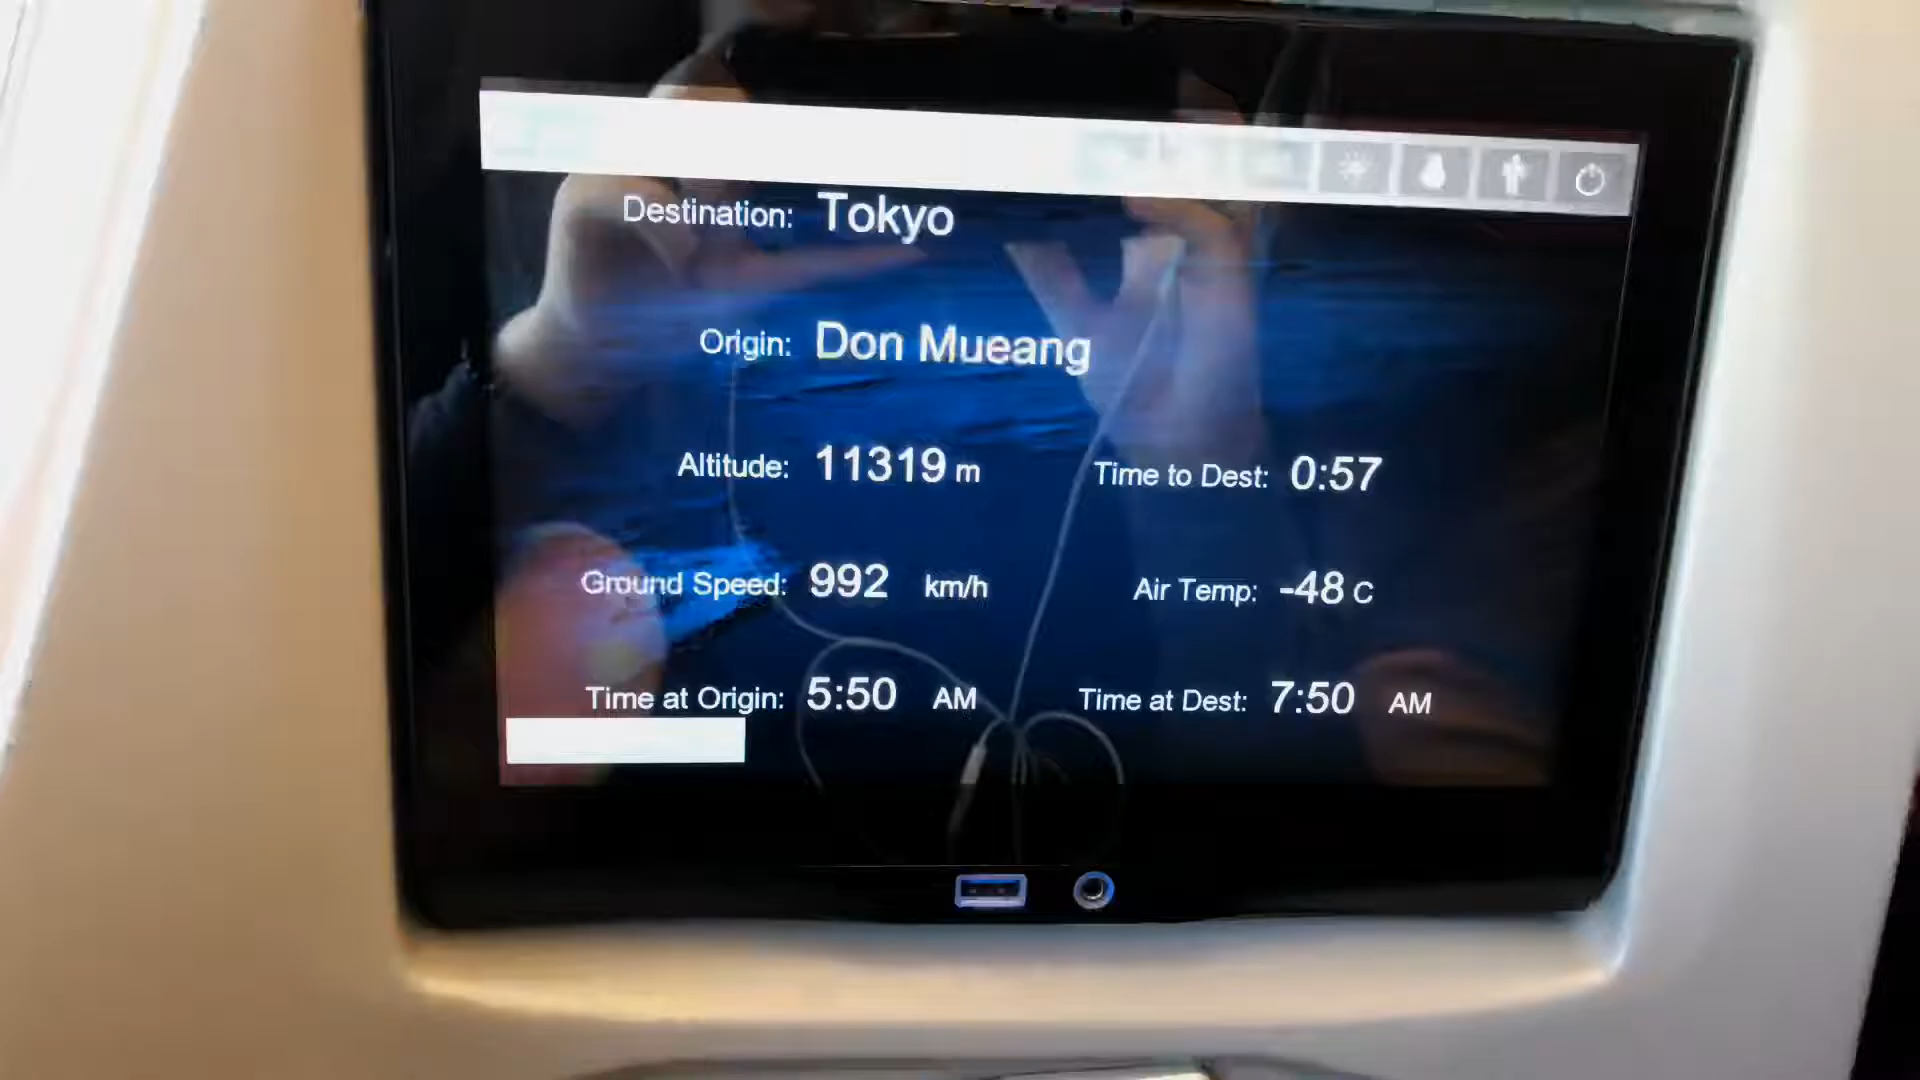 Destination: Tokyo
Origin: Don Mueang
Altitude: 11319 m Time to Dest: 0:57
Ground Speed: 992 km/h Air Temp: -48 C
Time at Origin: 5:50 AM Time at Dest: 7:50 AM